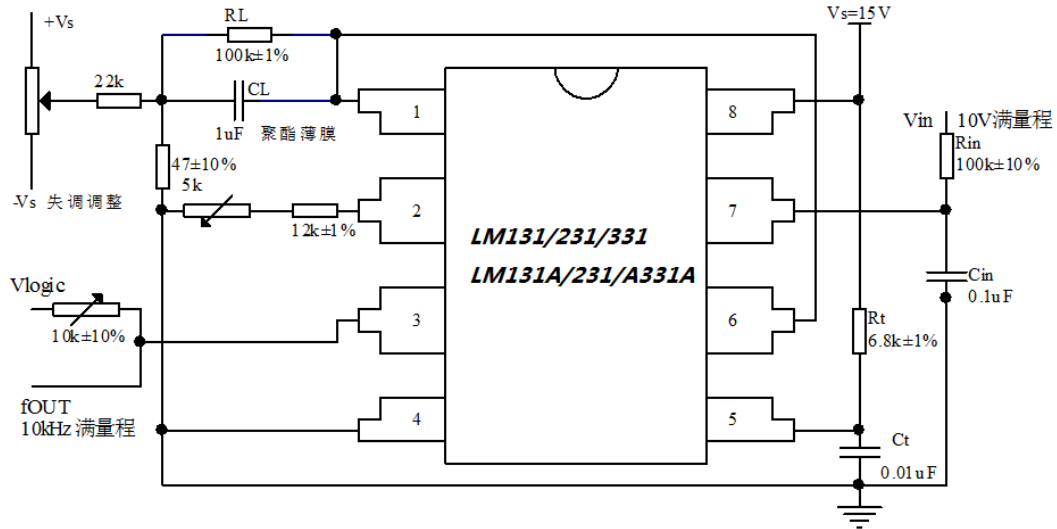 +Vs
RL
100k±1%
Vs=15V
22k
CL
1uF 聚酯薄膜
1
8
Vin 10V满量程
Rin
100k±10%
47±10%
5k
-Vs 失调调整
12k±1%
2
7
LM131/231/331
LM131A/231/A331A
Cin
0.1uF
Vlogic
10k±10%
3
6
Rt
6.8k±1%
fOUT
10kHz 满量程
4
5
Ct
0.01uF